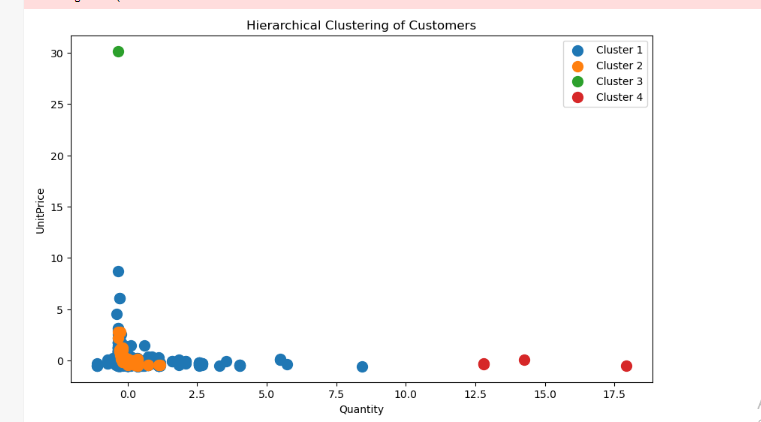 Hierarchical Clustering of Customers
Cluster 1
Cluster 2
Cluster 3
Cluster 4
30
25
20
15
10
5
0
UnitPrice
0.0 2.5 5.0 7.5 10.0 12.5 15.0 17.5
Quantity